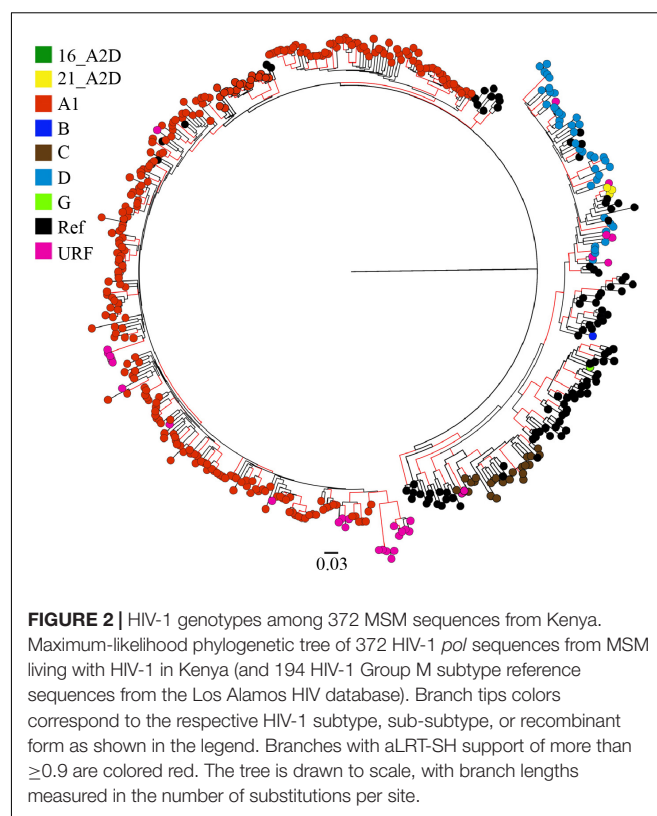 16_A2D
21_A2D
A1
B
C
D
G
Ref
URF
0.03
FIGURE 2 | HIV-1 genotypes among 372 MSM sequences from Kenya.
Maximum-likelihood phylogenetic tree of 372 HIV-1 pol sequences from MSM
living with HIV-1 in Kenya (and 194 HIV-1 Group M subtype reference
sequences from the Los Alamos HIV database). Branch tips colors
correspond to the respective HIV-1 subtype, sub-subtype, or recombinant
form as shown in the legend. Branches with aLRT-SH support of more than
≥0.9 are colored red. The tree is drawn to scale, with branch lengths
measured in the number of substitutions per site.